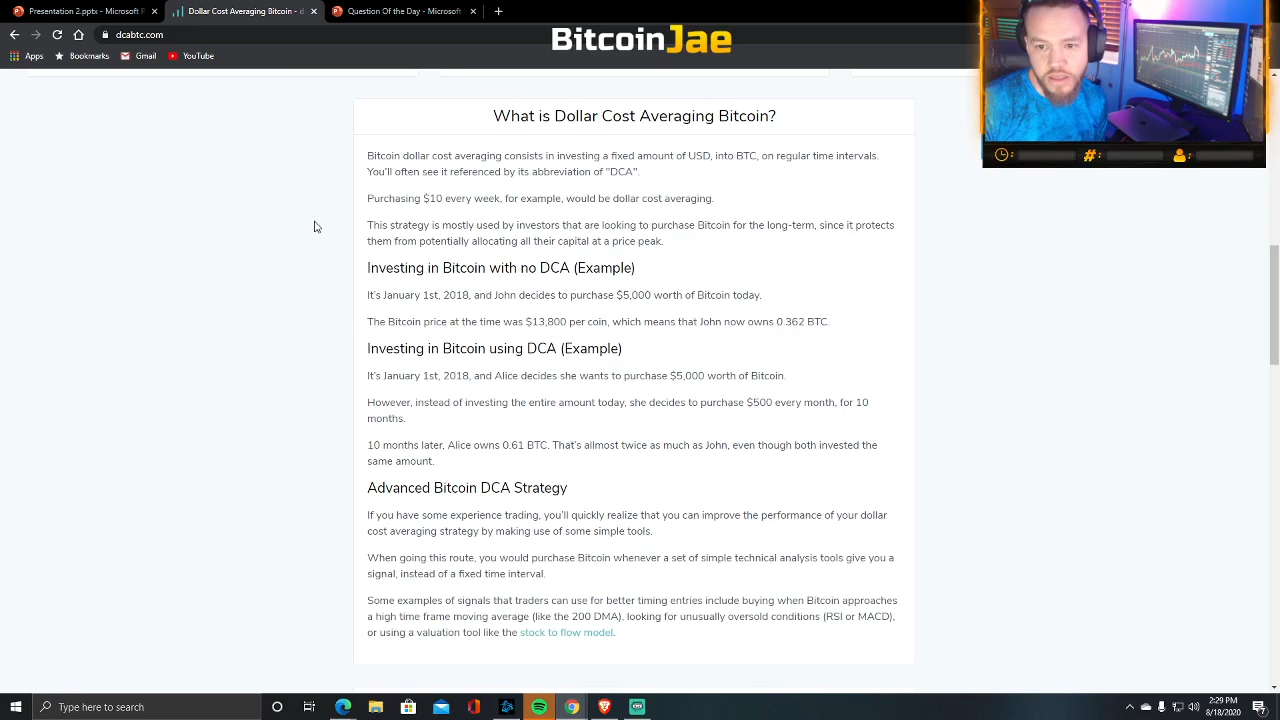 Presentation 2.pptx - Microsoft P
Dollar Cost Averaging Bitcoin
Question Of the Day - Microsoft
.com
BitcoinJae
Apps
Bookmarks
Gmail
YouTube
What is Dollar Cost Averaging Bitcoin?
Bitcoin dollar cost averaging consists in investing a fixed amount of USD, into BTC, on regular time intervals.
You'll often see it referenced by its abbreviation of "DCA".
Purchasing $10 every week, for example, would be dollar cost averaging.
This strategy is mostly used by investors that are looking to purchase Bitcoin for the long-term, since it protects
them from potentially allocating all their capital at a price peak.
Investing in Bitcoin with no DCA (Example)
It's January 1st, 2018, and John decides to purchase $5,000 worth of Bitcoin today.
The Bitcoin price at the time was $13,800 per coin, which means that John now owns 0.362 BTC.
Investing in Bitcoin using DCA (Example)
It's January 1st, 2018, and Alice decides she wants to purchase $5,000 worth of Bitcoin.
However, instead of investing the entire amount today, she decides to purchase $500 every month, for 10
months.
10 months later, Alice owns 0.61 BTC. That's allmost twice as much as John, even though both invested the
same amount.
Advanced Bitcoin DCA Strategy
If you have some experience trading, you'll quickly realize that you can improve the performance of your dollar
cost averaging strategy by making use of some simple tools.
When going this route, you would purchase Bitcoin whenever a set of simple technical analysis tools give you a
signal, instead of a fixed time interval.
Some examples of signals that traders can use for better timing entries include buying when Bitcoin approaches
a high time frame moving average (like the 200 DMA), looking for unusually oversold conditions (RSI or MACD),
or using a valuation tool like the stock to flow model.
Type here to search
2:29 PM
8/18/2020